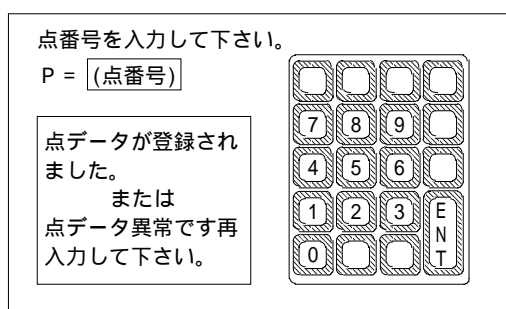 点番号を入力して下さい。
P = (点番号)
点データが登録され
ました。
または
点データ異常です再
入力して下さい。
7 8 9
4 5 6
1 2 3
0
E
N
T